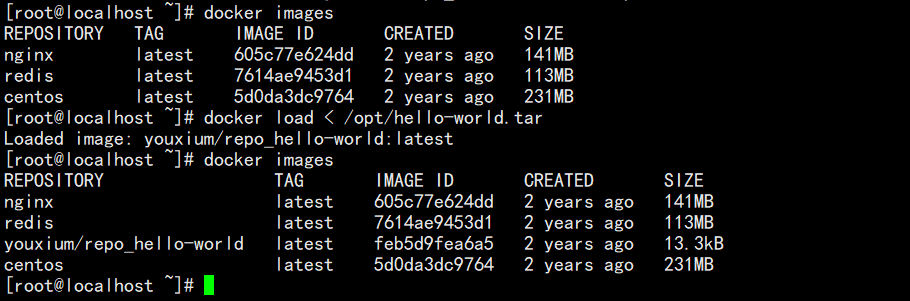 [root@localhost ~]# docker images
REPOSITORY TAG IMAGE ID CREATED SIZE
nginx latest 605c77e624dd 2 years ago 141MB
redis latest 7614ae9453d1 2 years ago 113MB
centos latest 5d0da3dc9764 2 years ago 231MB
[root@localhost ~]# docker load < /opt/hello-world.tar
Loaded image: youxium/repo_hello-world:latest
[root@localhost ~]# docker images
REPOSITORY TAG IMAGE ID CREATED SIZE
nginx latest 605c77e624dd 2 years ago 141MB
redis latest 7614ae9453d1 2 years ago 113MB
youxium/repo_hello-world latest feb5d9fea6a5 2 years ago 13.3kB
centos latest 5d0da3dc9764 2 years ago 231MB
[root@localhost ~]#